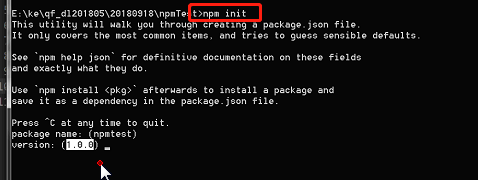 E:\ke\qf_dl201805\20180918\npmTest>npm init
This utility will walk you through creating a package.json file.
It only covers the most common items, and tries to guess sensible defaults.
See `npm help json` for definitive documentation on these fields
and exactly what they do.
Use `npm install <pkg>` afterwards to install a package and
save it as a dependency in the package.json file.
Press ^C at any time to quit.
package name: (npmtest)
version: (1.0.0) _